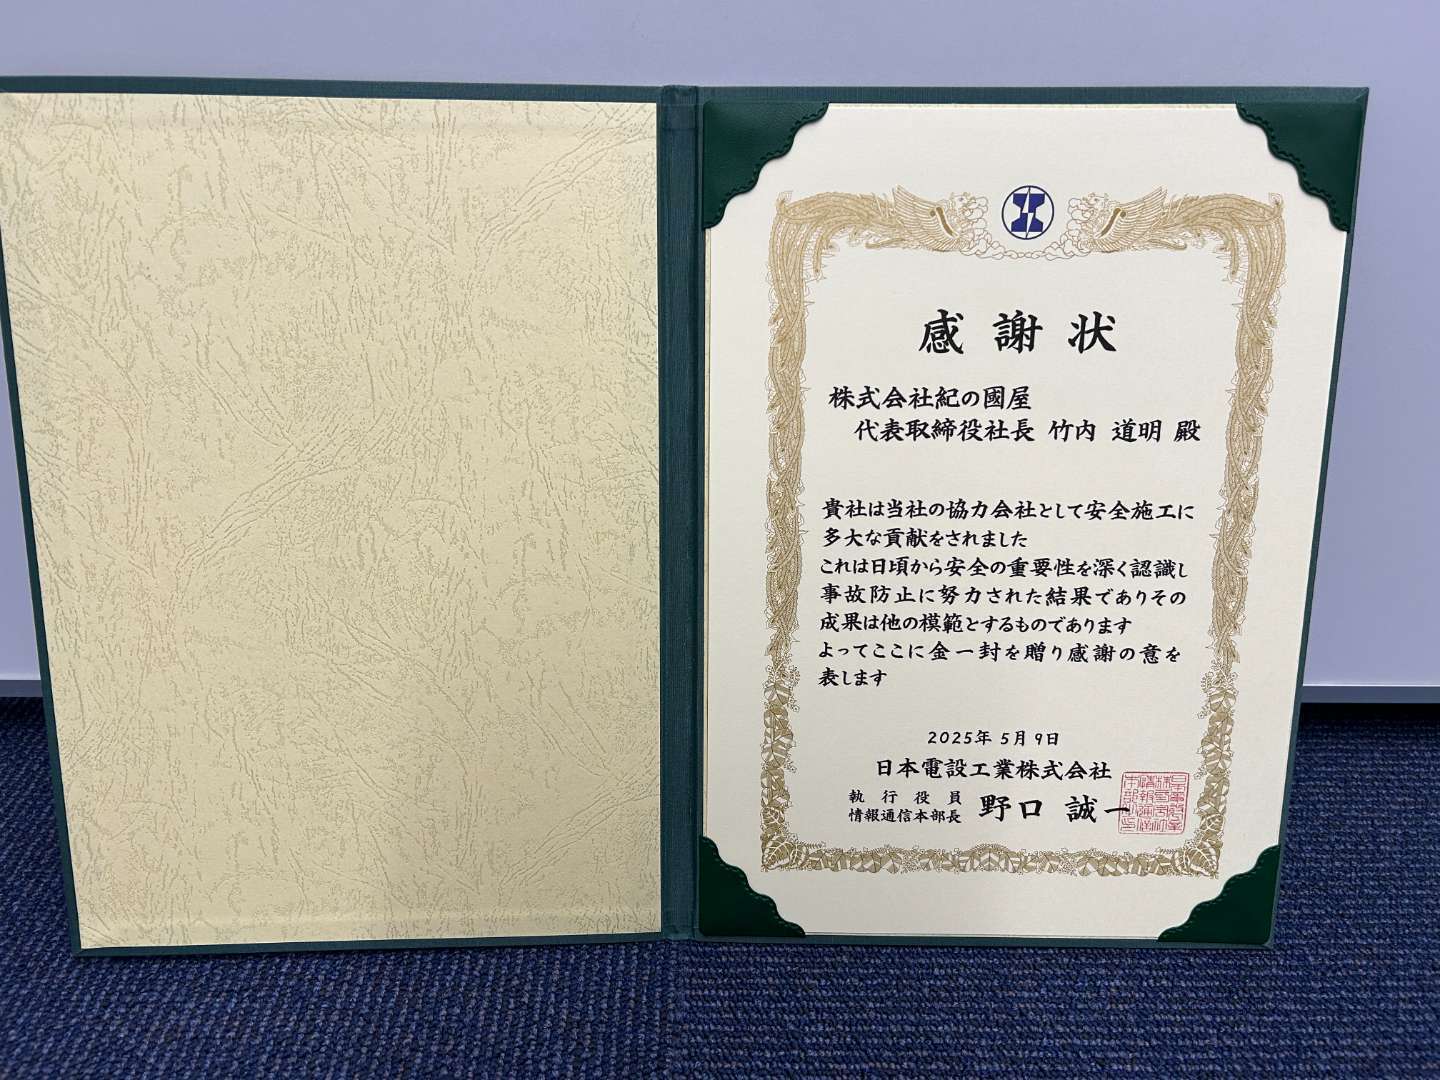 感謝状
株式会社紀の國屋
代表取締役社長 竹内 道明 殿
貴社は当社の協力会社として安全施工に
多大な貢献をされました
これは日頃から安全の重要性を深く認識し
事故防止に努力された結果でありその
成果は他の模範とするものであります
よってここに金一封を贈り感謝の意を
表します
2025年5月9日
日本電設工業株式会社
執行役員
情報通信本部長 野口 誠一